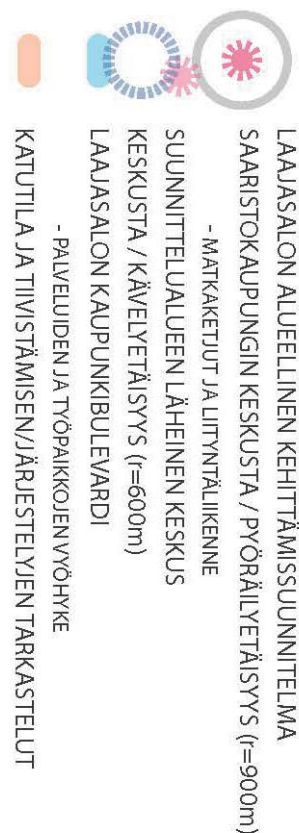 LAAJASALON ALUEELLINEN KEHITTÄMISSUUNNITELMA
SAARISTOKAUPUNGIN KESKUSTA / PYÖRÄILYETÄISYYS (r=900m)
- MATKAKETJUT JA LIITYNTÄLIIKENNE
SUUNNITTELUALUEEN LÄHEINEN KESKUS
KESKUSTA / KÄVELYETÄISYYS (r=600m)
LAAJASALON KAUPUNKIBULEVARDI
- PALVELUIDEN JA TYÖPAIKKOJEN VYÖHYKE
KATUTILA JA TIIVISTÄMISEN/JÄRJESTELYJEN TARKASTELUT